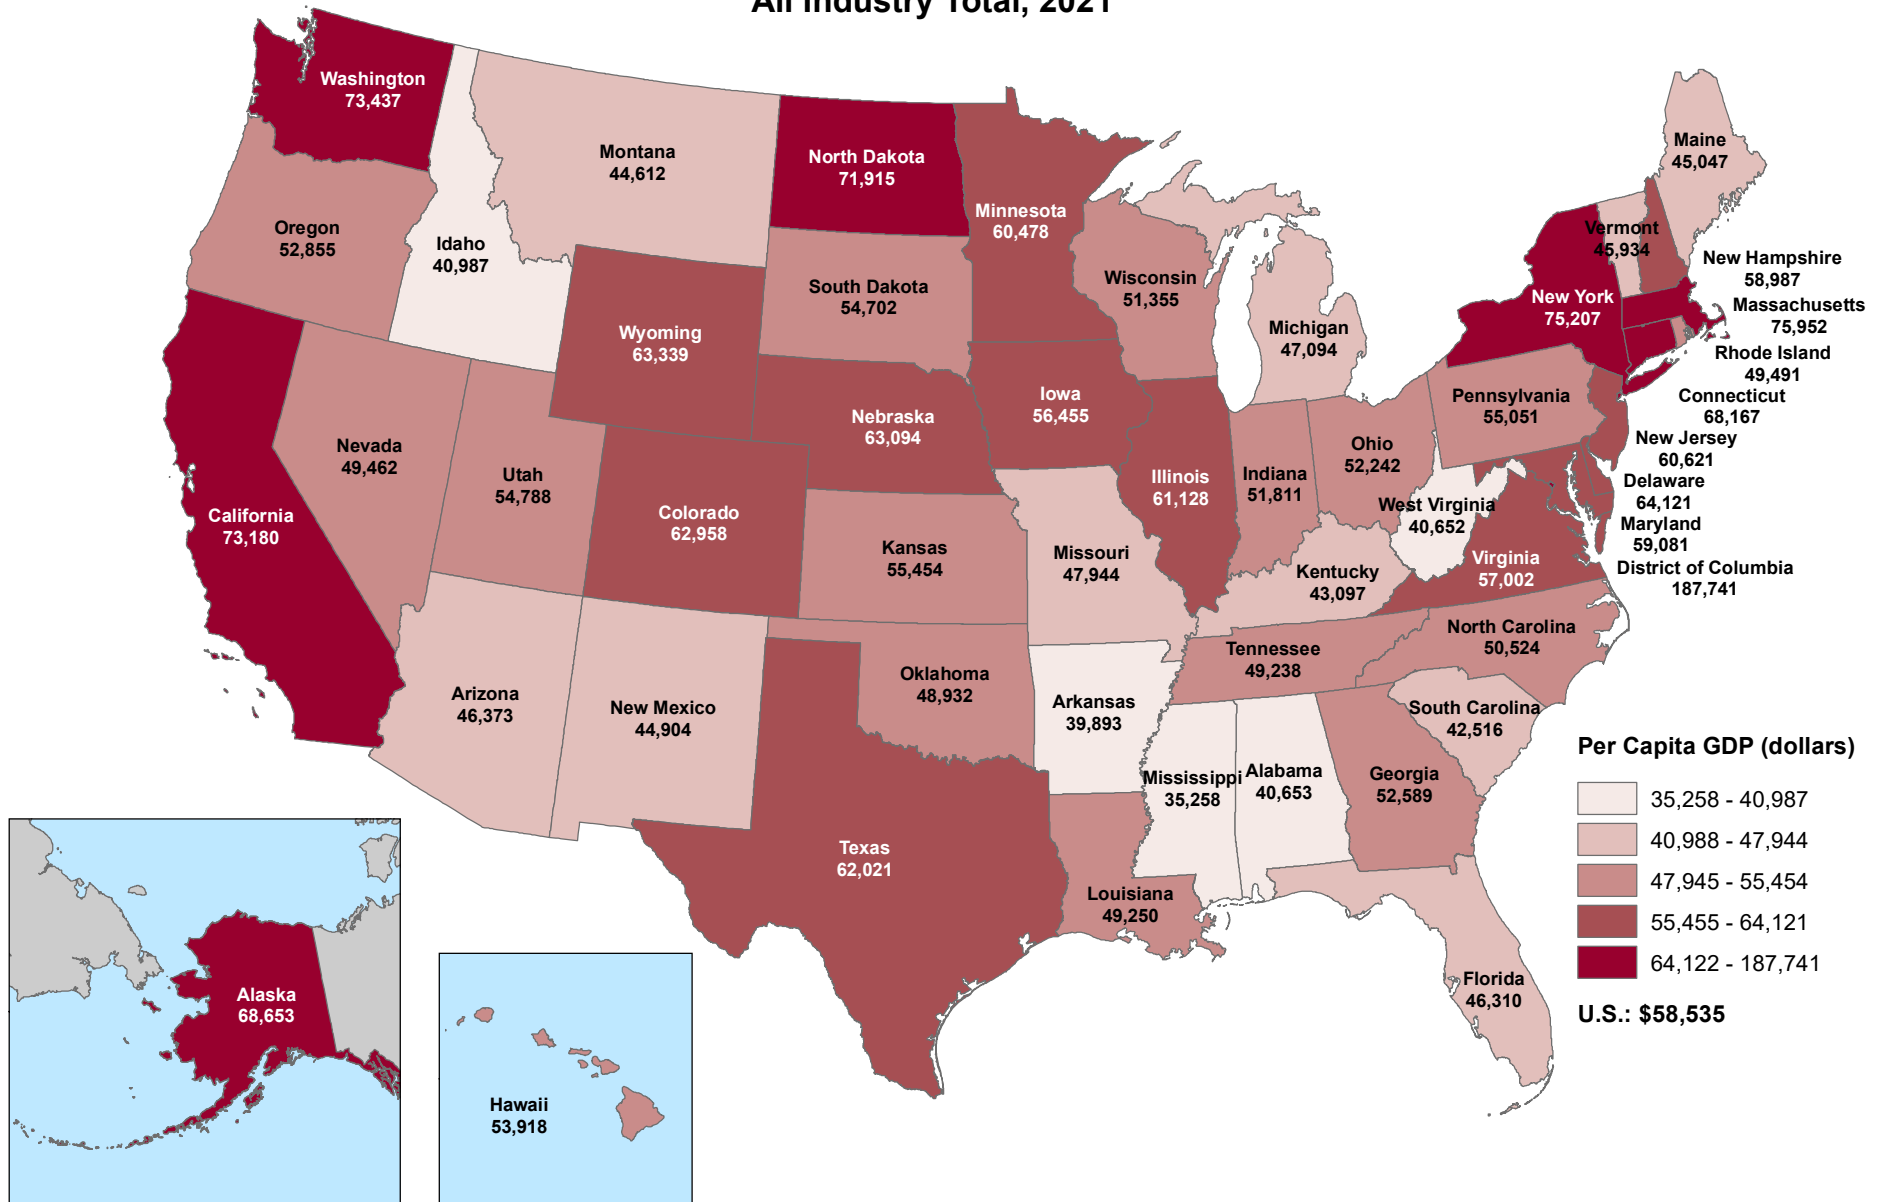 All Industry Total, 2021
Washington
73,437
Montana
44,612
North Dakota
71,915
Minnesota
60,478
Maine
45,047
Oregon
52,855
Idaho
40,987
Vermont
45,934
New Hampshire
58,987
South Dakota
54,702
Wisconsin
51,355
New York
75,207
Massachusetts
75,952
Wyoming
63,339
Michigan
47,094
Rhode Island
49,491
Connecticut
68,167
Pennsylvania
55,051
Iowa
56,455
Nebraska
63,094
Nevada
49,462
Utah
54,788
Ohio
52,242
New Jersey
60,621
Illinois
61,128
Indiana
51,811
Delaware
64,121
California
73,180
Colorado
62,958
West Virginia
40,652
Maryland
59,081
Kansas
55,454
Missouri
47,944
Kentucky
43,097
Virginia
57,002
District of Columbia
187,741
Arizona
46,373
New Mexico
44,904
Oklahoma
48,932
Arkansas
39,893
Tennessee
49,238
North Carolina
50,524
South Carolina
42,516
Mississippi
35,258
Alabama
40,653
Georgia
52,589
Texas
62,021
Louisiana
49,250
Florida
46,310
Alaska
68,653
Hawaii
53,918
Per Capita GDP (dollars)
35,258 - 40,987
40,988 - 47,944
47,945 - 55,454
55,455 - 64,121
64,122 - 187,741
U.S.: $58,535